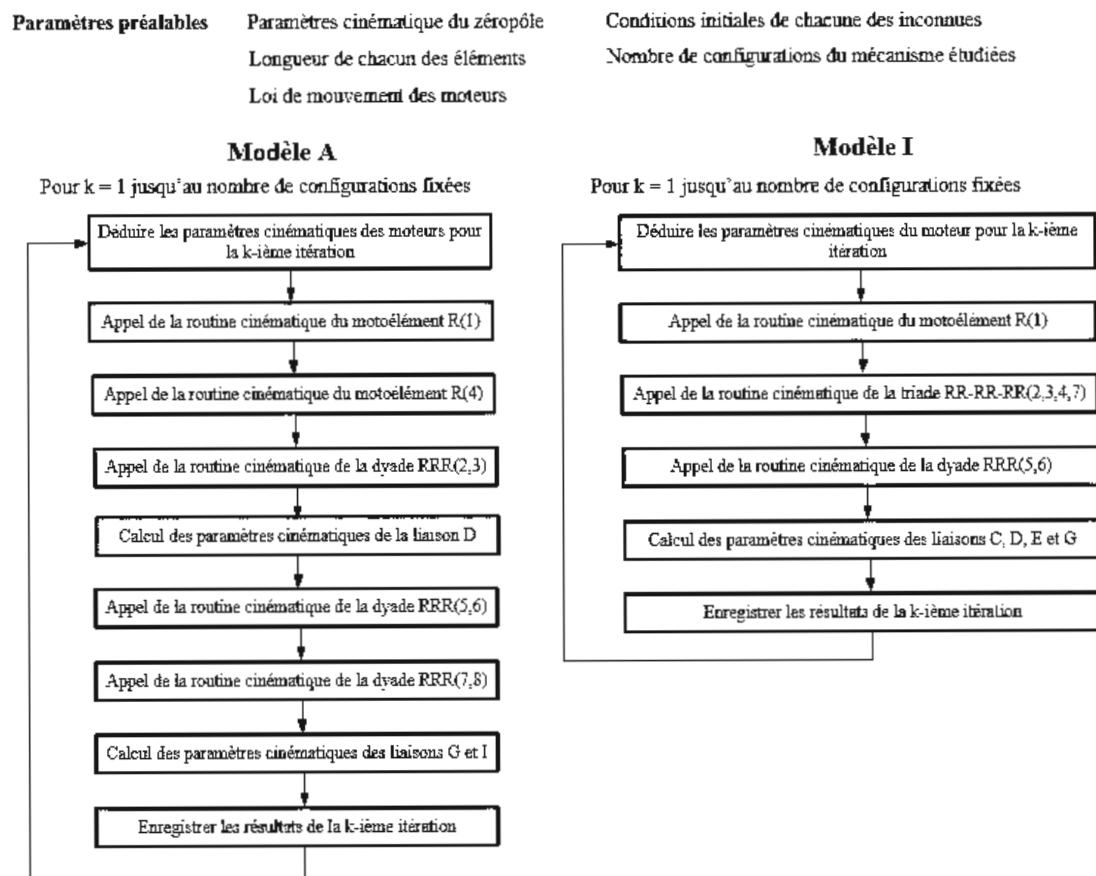 Paramètres préalables
Paramètres cinématique du zéropôle
Longueur de chacun des éléments
Loi de mouvement des moteurs
Conditions initiales de chacune des inconnues
Nombre de configurations du mécanisme étudiées
Modèle A
Pour k = 1 jusqu'au nombre de configurations fixées
Déduire les paramètres cinématiques des moteurs pour
la k-ième itération
Appel de la routine cinématique du motoélément R(1)
Appel de la routine cinématique du motoélément R(4)
Appel de la routine cinématique de la dyade RRR(2,3)
Calcul des paramètres cinématiques de la liaison D
Appel de la routine cinématique de la dyade RRR(5,6)
Appel de la routine cinématique de la dyade RRR(7,8)
Calcul des paramètres cinématiques des liaisons G et I
Enregistrer les résultats de la k-ième itération
Modèle I
Pour k = 1 jusqu'au nombre de configurations fixées
Déduire les paramètres cinématiques du moteur pour la k-ième
itération
Appel de la routine cinématique du motoélément R(1)
Appel de la routine cinématique de la triade RR-RR-RR(2,3,4,7)
Appel de la routine cinématique de la dyade RRR(5,6)
Calcul des paramètres cinématiques des liaisons C, D, E et G
Enregistrer les résultats de la k-ième itération